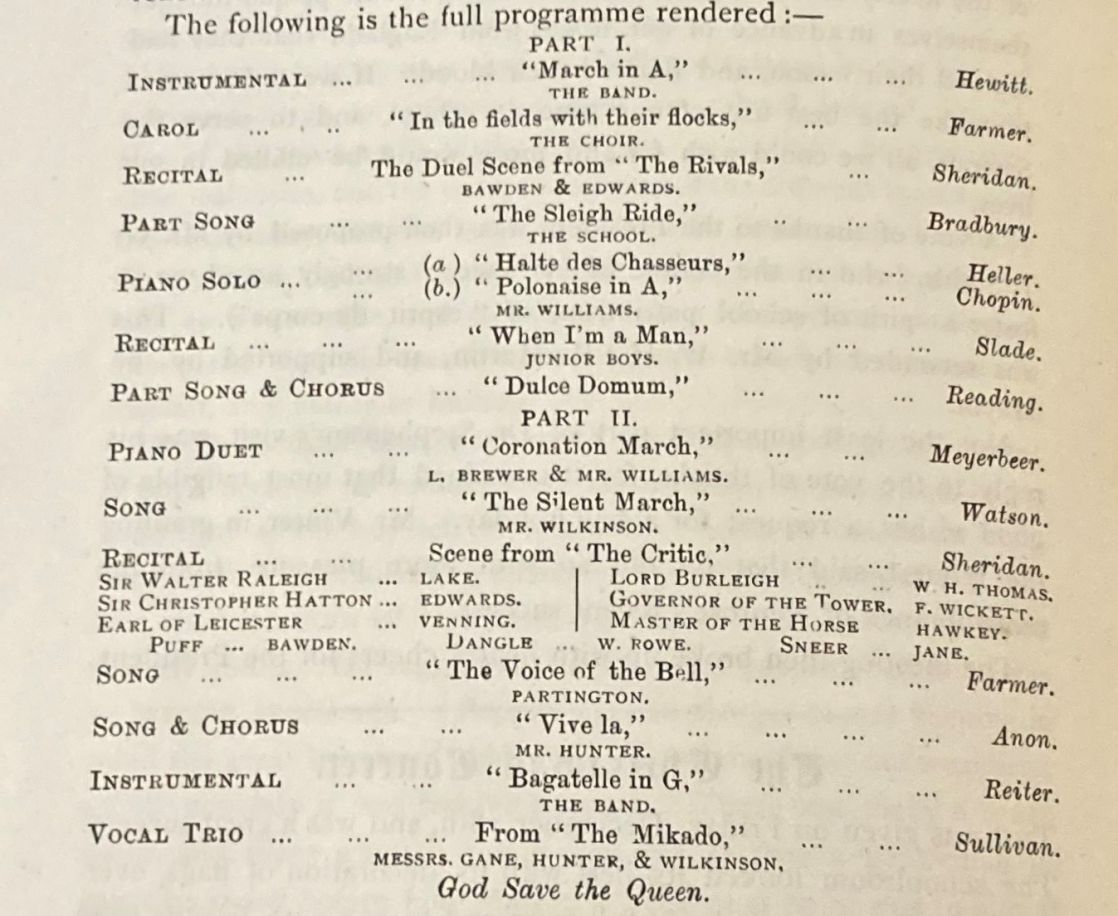 The following is the full programme rendered :—
PART I.
INSTRUMENTAL ... ... ... "March in A," ... ... ... Hewitt.
THE BAND.
CAROL ... .. "In the fields with their flocks," ... ... Farmer.
THE CHOIR.
RECITAL ... The Duel Scene from "The Rivals," ... Sheridan.
BAWDEN & EDWARDS.
PART SONG ... ... "The Sleigh Ride," .. ... Bradbury.
THE SCHOOL.
PIANO SOLO ... ... (a) "Halte des Chasseurs," ... ... Heller.
... (b.) "Polonaise in A," ... ... ... Chopin.
MR. WILLIAMS.
RECITAL ... ... ... "When I'm a Man," ... ... ... Slade.
JUNIOR BOYS.
PART SONG & CHORUS ... "Dulce Domum," ... ... ... Reading.
PART II.
PIANO DUET ... ... "Coronation March," ... ... Meyerbeer.
L. BREWER & MR. WILLIAMS.
SONG ... ... ... "The Silent March," ... ... ... Watson.
MR. WILKINSON.
RECITAL Scene from "The Critic," ... ... Sheridan.
SIR WALTER RALEIGH ... LAKE. LORD BURLEIGH .. ... W. H. THOMAS.
SIR CHRISTOPHER HATTON ... EDWARDS. GOVERNOR OF THE TOWER. F. WICKETT.
EARL OF LEICESTER ... VENNING. MASTER OF THE HORSE HAWKEY.
PUFF ... BAWDEN. DANGLE ... W. ROWE. SNEER ... JANE.
SONG ... ... ... "The Voice of the Bell," ... ... ... Farmer.
PARTINGTON.
SONG & CHORUS ... ... "Vive la," ... ... ... ... Anon.
MR. HUNTER.
INSTRUMENTAL ... ... "Bagatelle in G," ... ... ... Reiter.
THE BAND.
VOCAL TRIO ... ... ... From "The Mikado," ... ... Sullivan.
MESSRS. GANE, HUNTER, & WILKINSON.
God Save the Queen.